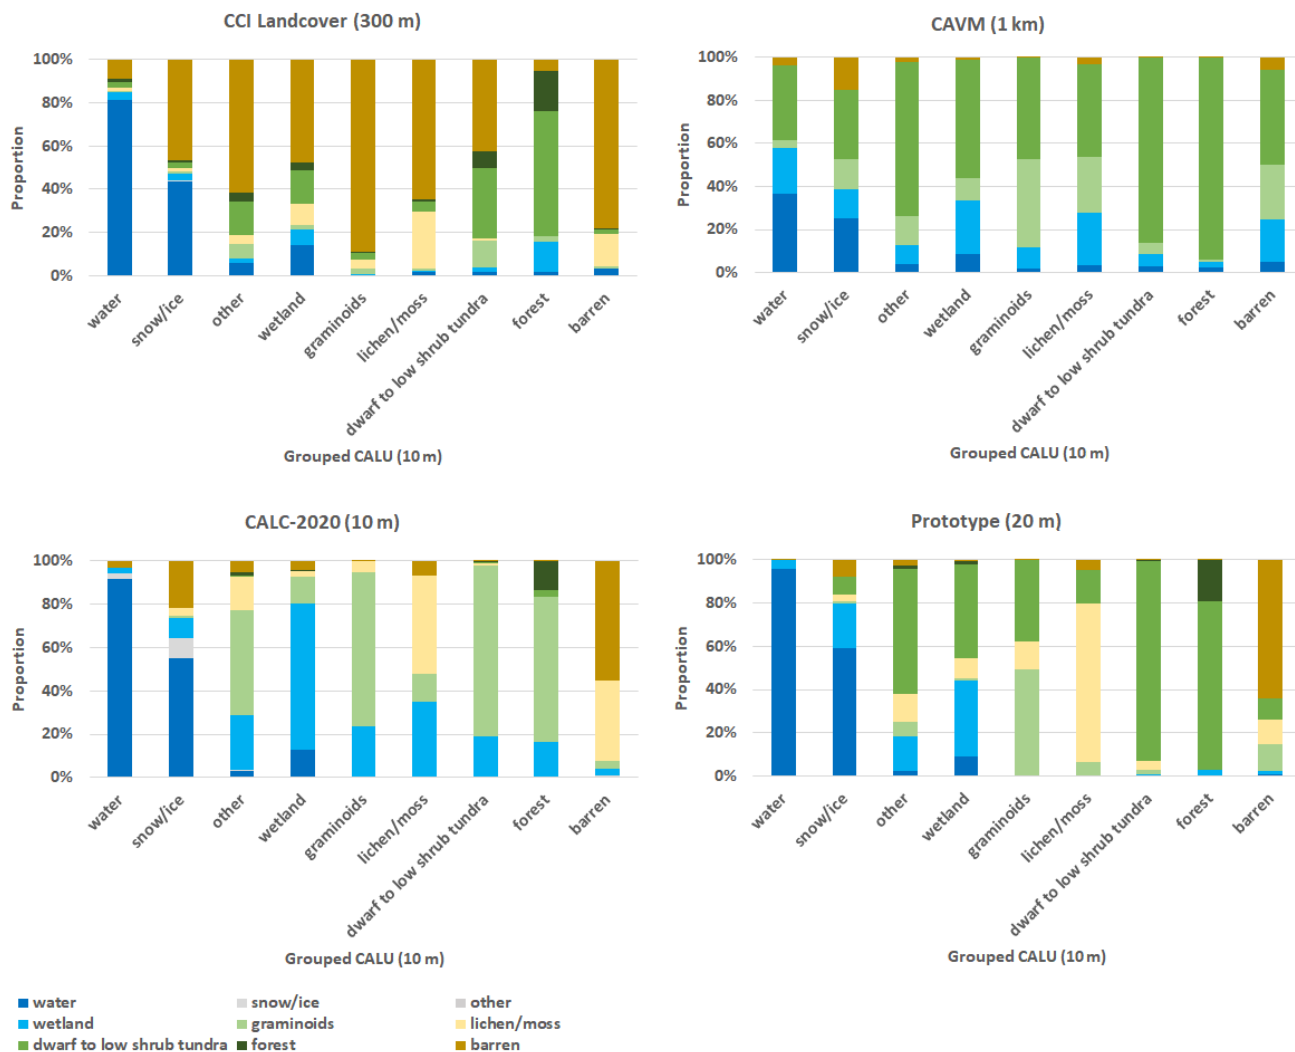 CCI Landcover (300 m)
Proportion
100%
80%
60%
40%
20%
0%
water
snow/ice
other
wetland
graminoids
lichen/moss
dwarf to low shrub tundra
forest
barren
Grouped CALU (10 m)
CAVM (1 km)
Proportion
100%
80%
60%
40%
20%
0%
water
snow/ice
other
wetland
graminoids
lichen/moss
dwarf to low shrub tundra
forest
barren
Grouped CALU (10 m)
CALC-2020 (10 m)
Proportion
100%
80%
60%
40%
20%
0%
water
snow/ice
other
wetland
graminoids
lichen/moss
dwarf to low shrub tundra
forest
barren
Grouped CALU (10 m)
Prototype (20 m)
Proportion
100%
80%
60%
40%
20%
0%
water
snow/ice
other
wetland
graminoids
lichen/moss
dwarf to low shrub tundra
forest
barren
Grouped CALU (10 m)
water snow/ice other
wetland graminoids lichen/moss
dwarf to low shrub tundra forest barren